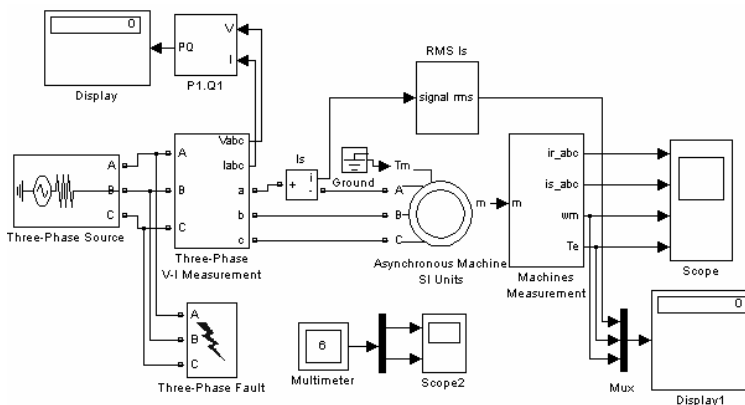 0
Display
V
I
PQ
P1.Q1
RMS Is
signal rms
A
B
C
Three-Phase Source
A
B
C
Vabc
Iabc
a
b
c
Three-Phase
V-I Measurement
Is
+
i
-
Ground
Tm
A
B
C
m
Asynchronous Machine
SI Units
m
ir_abc
is_abc
wm
Te
Machines
Measurement
Scope
A
B
C
Three-Phase Fault
6
Multimeter
Scope2
Mux
0
Display1